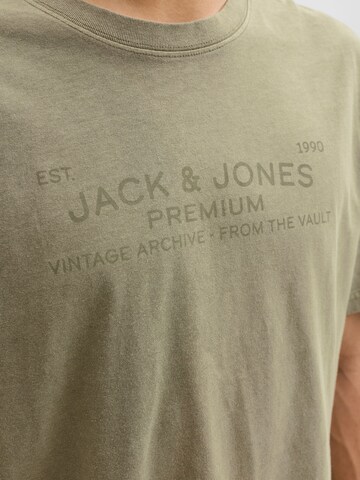 EST. 1990
JACK & JONES
PREMIUM
VINTAGE ARCHIVE - FROM THE VAULT